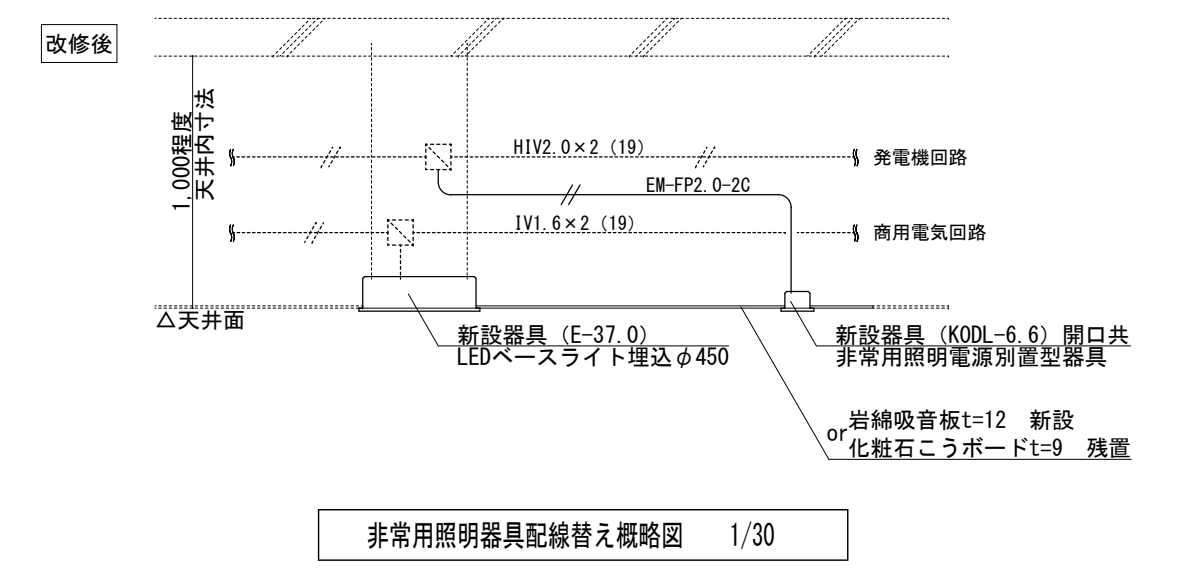 改修後
1,000程度
天井内寸法
HIV2.0×2 (19)
発電機回路
EM-FP2.0-2C
IV1.6×2 (19)
商用電気回路
△天井面
新設器具 (E-37.0)
LEDベースライト埋込φ450
新設器具 (KODL-6.6) 開口共
非常用照明電源別置型器具
or
岩綿吸音板t=12　新設
化粧石こうボードt=9　残置
非常用照明器具配線替え概略図　1/30